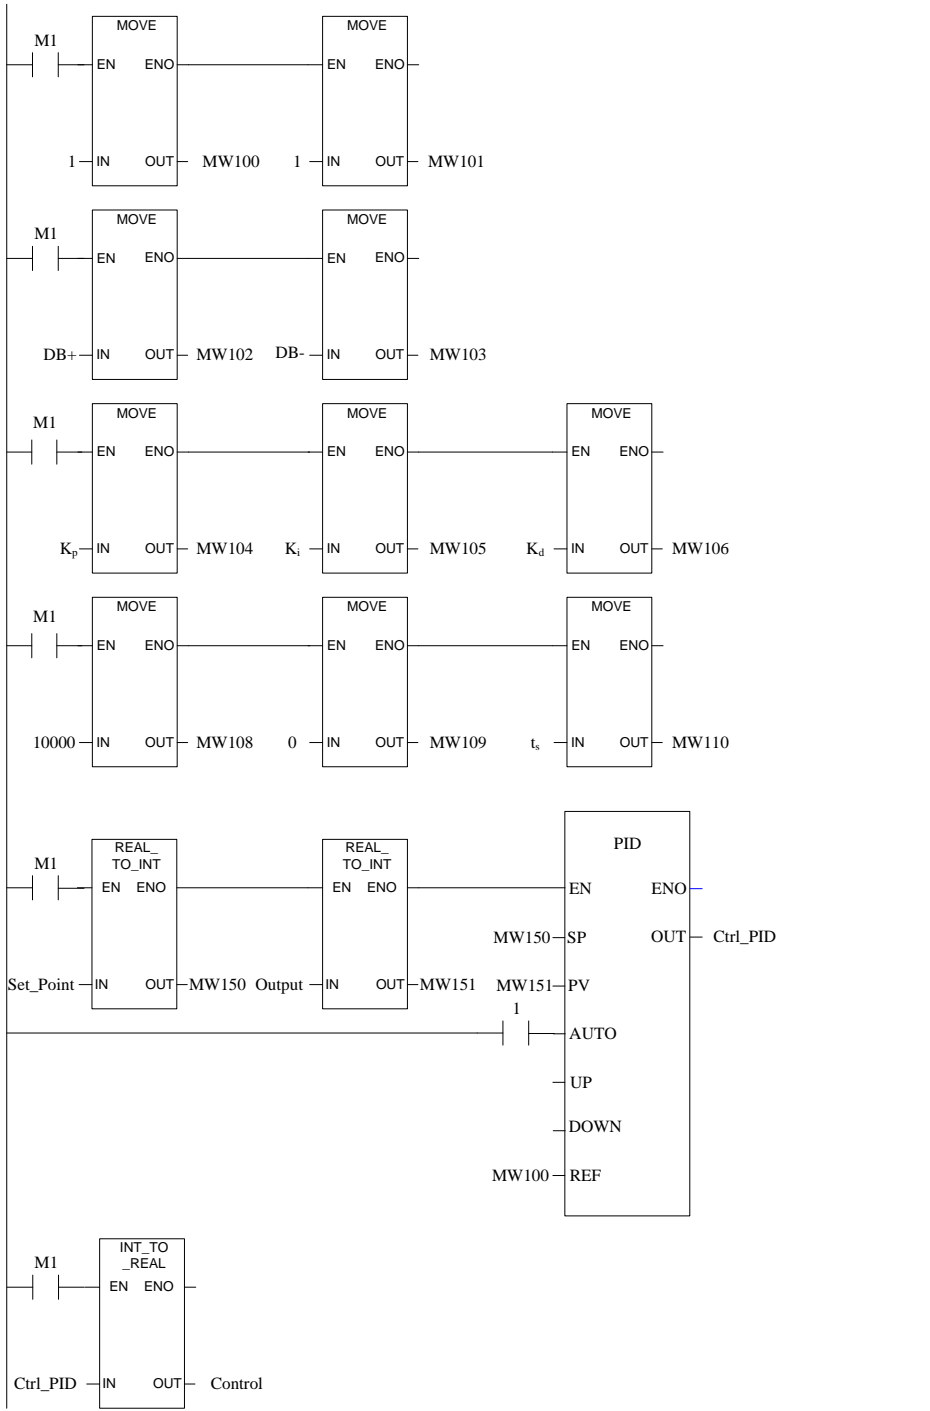 MOVE MOVE
M1
EN ENO EN ENO
1 IN OUT MW100 1 IN OUT MW101
MOVE MOVE
M1
EN ENO EN ENO
DB+ IN OUT MW102 DB- IN OUT MW103
MOVE MOVE MOVE
M1
EN ENO EN ENO EN ENO
Kp IN OUT MW104 Ki IN OUT MW105 Kd IN OUT MW106
MOVE MOVE MOVE
M1
EN ENO EN ENO EN ENO
10000 IN OUT MW108 0 IN OUT MW109 ts IN OUT MW110
REAL_ REAL_ PID
TO_INT TO_INT
M1
EN ENO EN ENO EN ENO
MW150 SP OUT Ctrl_PID
Set_Point IN OUT MW150 Output IN OUT MW151 MW151 PV
1
AUTO
UP
DOWN
MW100 REF
INT_TO
_REAL
M1
EN ENO
Ctrl_PID IN OUT Control